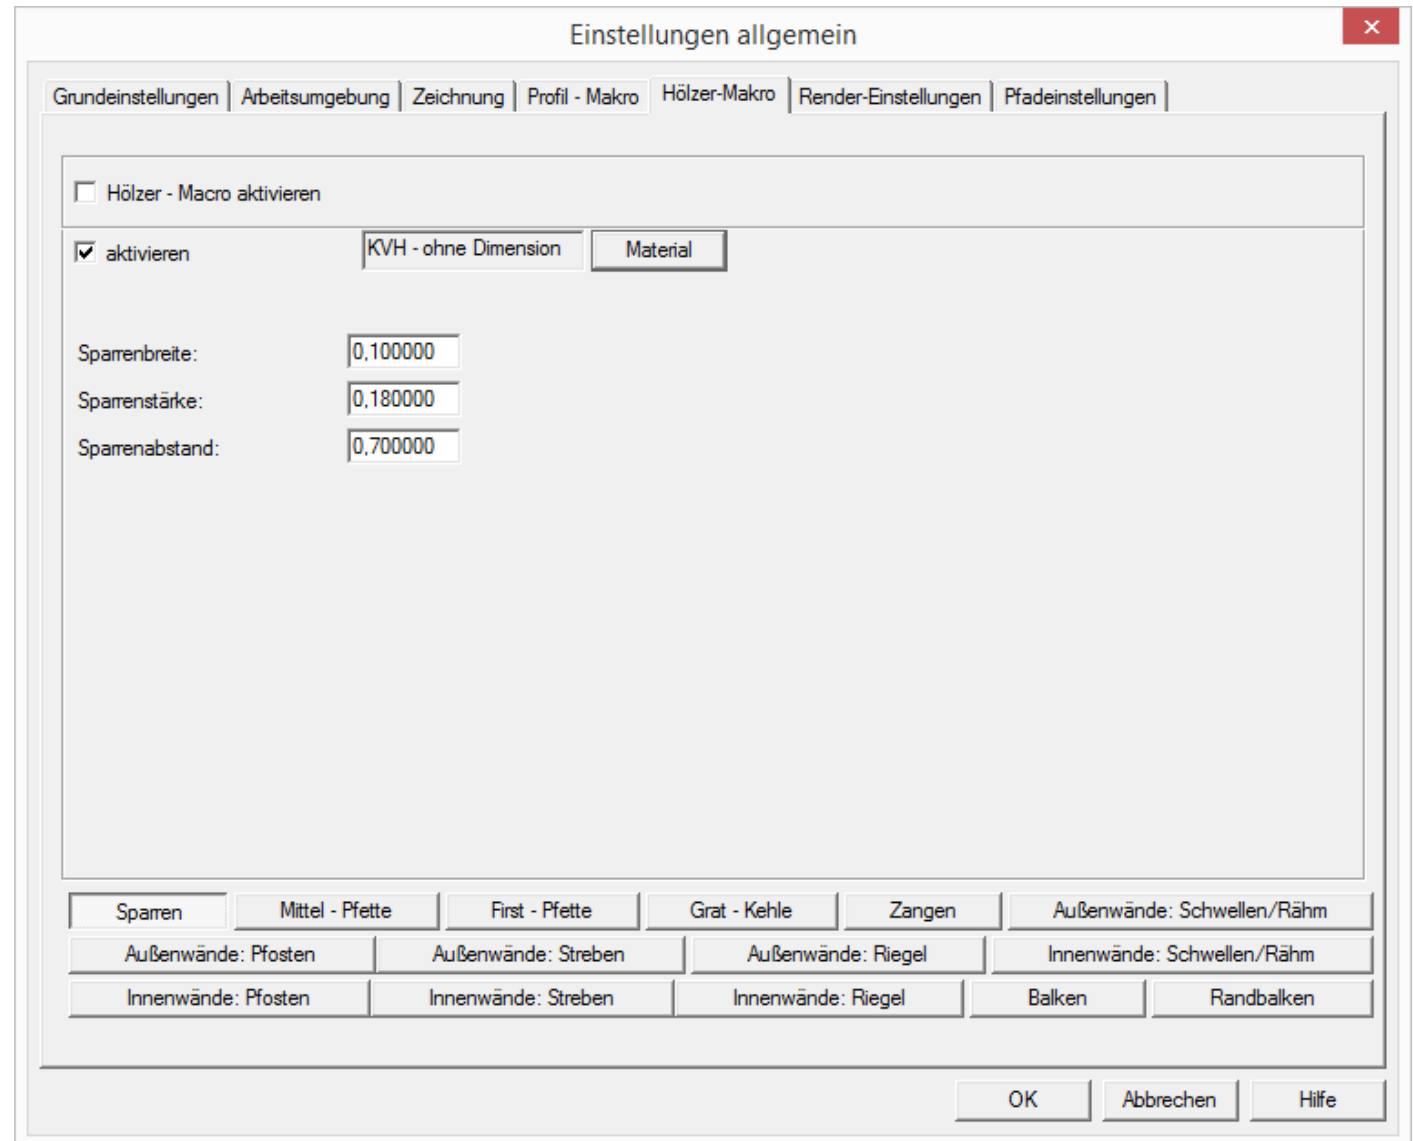 Einstellungen allgemein
Grundeinstellungen Arbeitsumgebung Zeichnung Profil - Makro Hölzer-Makro Render-Einstellungen Pfadeinstellungen
Hölzer - Macro aktivieren
aktivieren KVH - ohne Dimension Material
Sparrenbreite: 0,100000
Sparrenstärke: 0,180000
Sparrenabstand: 0,700000
Sparren Mittel - Pfette First - Pfette Grat - Kehle Zangen Außenwände: Schwellen/Rähm
Außenwände: Pfosten Außenwände: Streben Außenwände: Riegel Innenwände: Schwellen/Rähm
Innenwände: Pfosten Innenwände: Streben Innenwände: Riegel Balken Randbalken
OK Abbrechen Hilfe